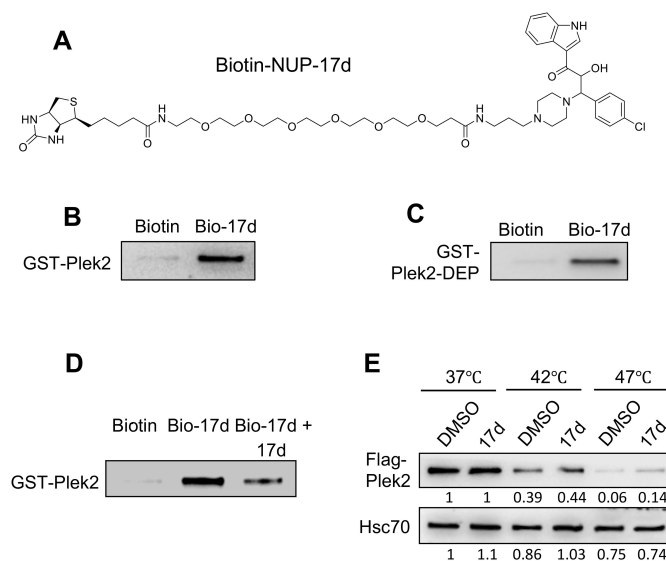 A
Biotin-NUP-17d
NH
O
OH
S
HN
NH
O
O
H
N
O
O
O
O
O
O
O
N
H
N
N
Cl
B
Biotin Bio-17d
GST-Plek2
C
Biotin Bio-17d
GST-
Plek2-DEP
D
Biotin Bio-17d Bio-17d +
17d
GST-Plek2
E
37℃ 42℃ 47℃
DMSO 17d DMSO 17d DMSO 17d
Flag-
Plek2
1 1 0.39 0.44 0.06 0.14
Hsc70
1 1.1 0.86 1.03 0.75 0.74